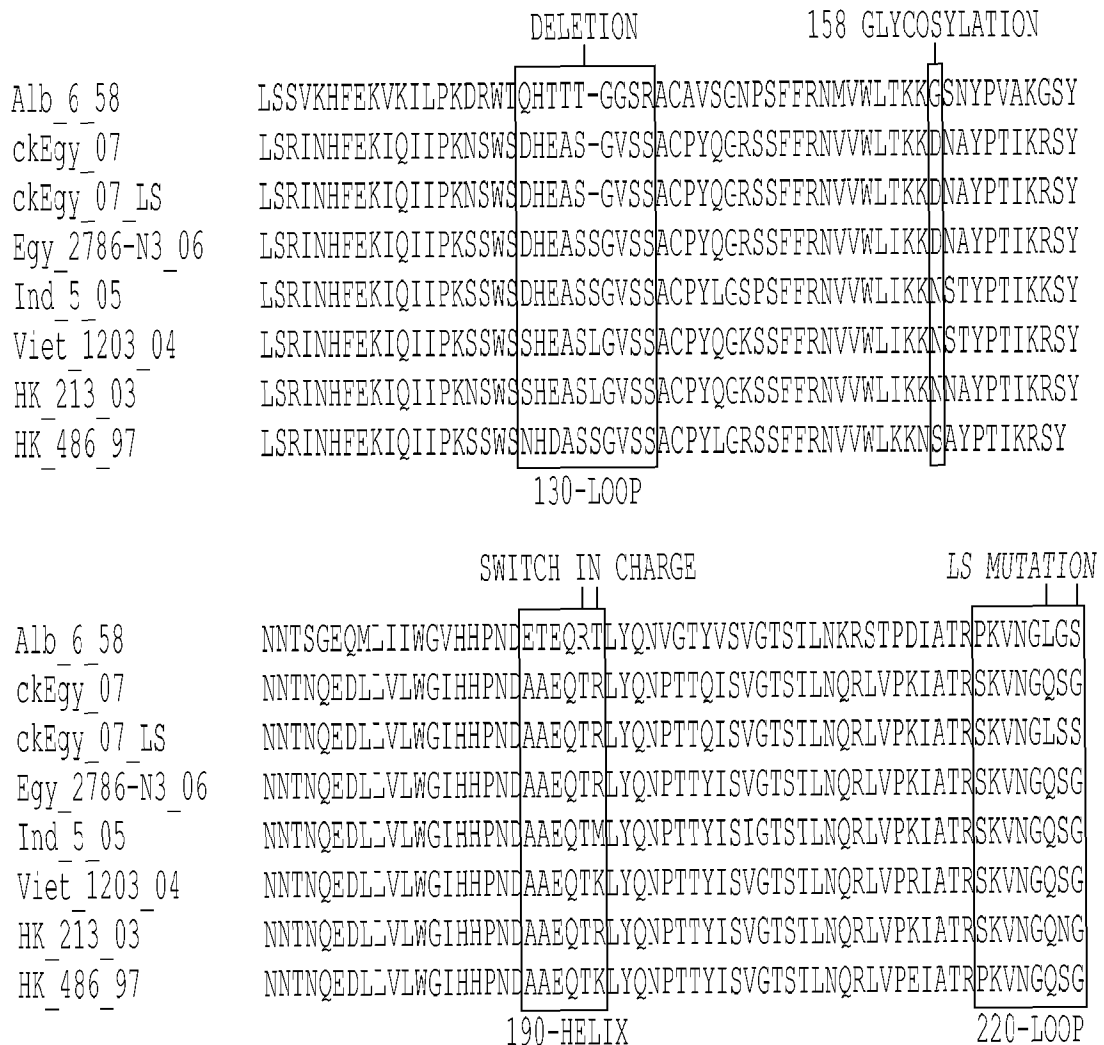 DELETION 158 GLYCOSYLATION
Alb_6_58 LSSVKHFEKVKILPKDRWTQHTTT-GGSRACAVSGNPSFFRNMVWLTKKGSNYPVAKGSY
ckEgy_07 LSRINHFEKIQIIPKNSWSDHEAS-GVSSACPYQGRSSFFRNVVWLTKKDNAYPTIKRSY
ckEgy_07_LS LSRINHFEKIQIIPKNSWSDHEAS-GVSSACPYQGRSSFFRNVVWLTKKDNAYPTIKRSY
Egy_2786-N3_06 LSRINHFEKIQIIPKSSWSDHEASSGVSSACPYQGRSSFFRNVVWLIKKDNAYPTIKRSY
Ind_5_05 LSRINHFEKIQIIPKSSWSDHEASSGVSSACPYLGSPSFFRNVVWLIKKNSTYPTIKKSY
Viet_1203_04 LSRINHFEKIQIIPKSSWSSHEASLGVSSACPYQGKSSFFRNVVWLIKKNSTYPTIKRSY
HK_213_03 LSRINHFEKIQIIPKNSWSSHEASLGVSSACPYQGKSSFFRNVVWLIKKNNAYPTIKRSY
HK_486_97 LSRINHFEKIQIIPKSSWSNHDASSGVSSACPYLGRSSFFRNVVWLKKNSAYPTIKRSY
130-LOOP
SWITCH IN CHARGE LS MUTATION
Alb_6_58 NNTSGEQMLIIWGVHHPNDETEQRTLYQNVGTYVSVGTSTLNKRSTPDIATRPKVNGLGS
ckEgy_07 NNTNQEDLLVLWGIHHPNDAAEQTRLYQNPTTQISVGTSTLNQRLVPKIATRSKVNGQSG
ckEgy_07_LS NNTNQEDLLVLWGIHHPNDAAEQTRLYQNPTTQISVGTSTLNQRLVPKIATRSKVNGLSS
Egy_2786-N3_06 NNTNQEDLLVLWGIHHPNDAAEQTRLYQNPTTYISVGTSTLNQRLVPKIATRSKVNGQSG
Ind_5_05 NNTNQEDLLVLWGIHHPNDAAEQTMLYQNPTTYISIGTSTLNQRLVPKIATRSKVNGQSG
Viet_1203_04 NNTNQEDLLVLWGIHHPNDAAEQTKLYQNPTTYISVGTSTLNQRLVPRIATRSKVNGQSG
HK_213_03 NNTNQEDLLVLWGIHHPNDAAEQTRLYQNPTTYISVGTSTLNQRLVPKIATRSKVNGQNG
HK_486_97 NNTNQEDLLVLWGIHHPNDAAEQTKLYQNPTTYISVGTSTLNQRLVPEIATRPKVNGQSG
190-HELIX 220-LOOP